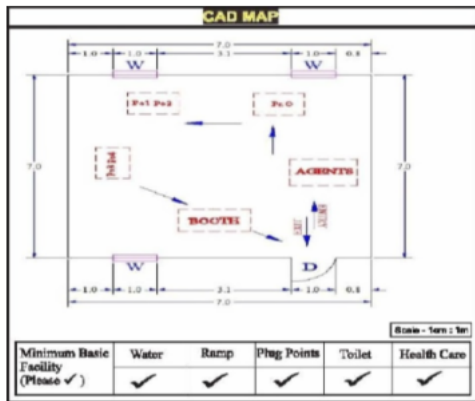 CAD MAP
7.0
1.0 1.0 3.1 1.0 0.8
W W
Po1 Po2 Pr.O
7.0 7.0
AGENTS
BOOTH
W D
1.0 1.0 3.1 1.0 0.8
7.0
Scale - 1cm : 1m
Minimum Basic Facility (Please ✓) Water Ramp Plug Points Toilet Health Care
✓ ✓ ✓ ✓ ✓